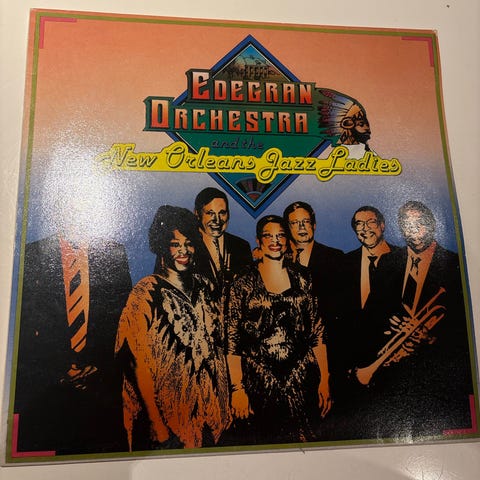 EDEGRAN
ORCHESTRA
and the
New Orleans Jazz Ladies